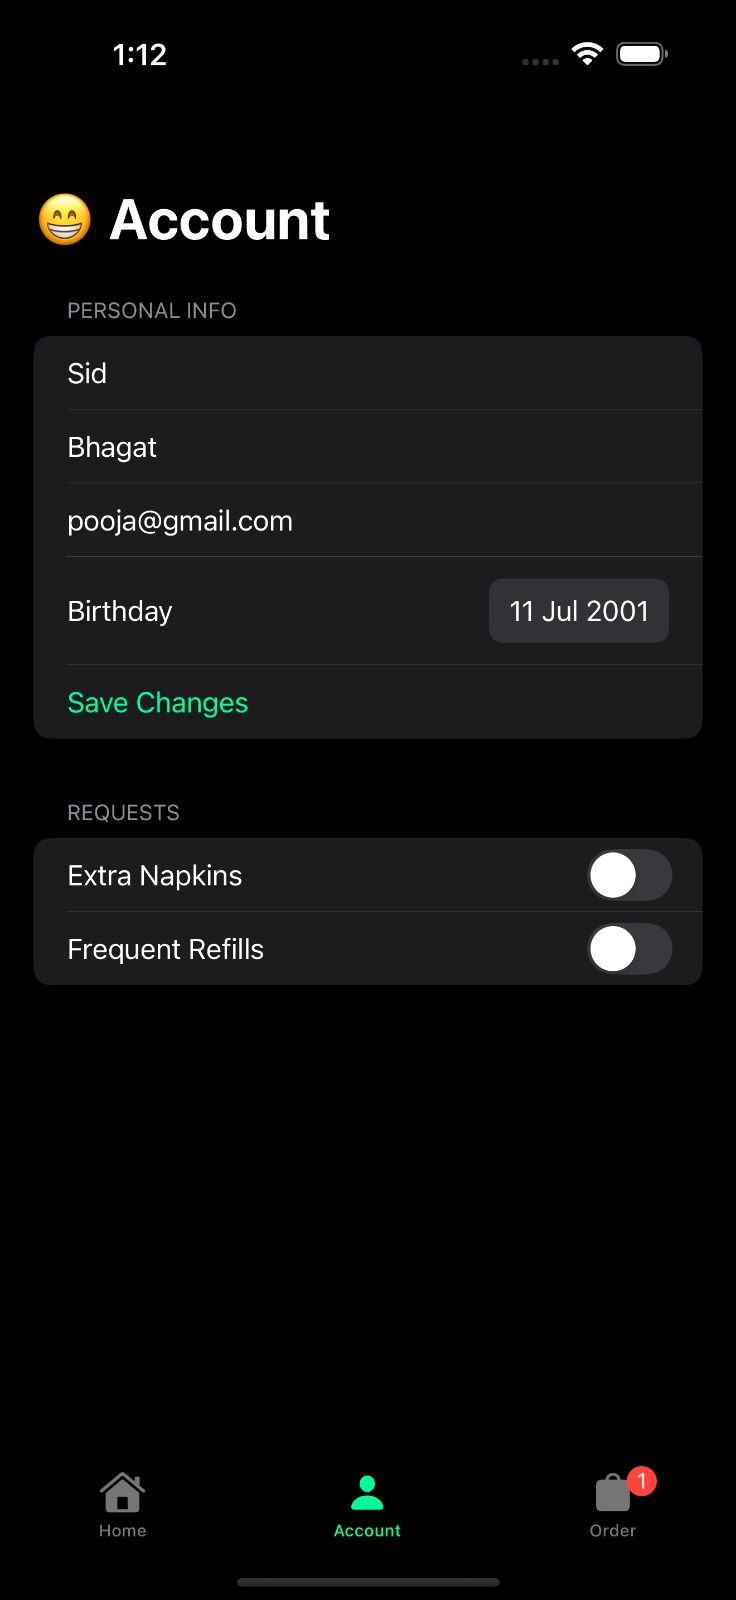 1:12
😁 Account
PERSONAL INFO
Sid
Bhagat
pooja@gmail.com
Birthday 11 Jul 2001
Save Changes
REQUESTS
Extra Napkins
Frequent Refills
1
Home Account Order